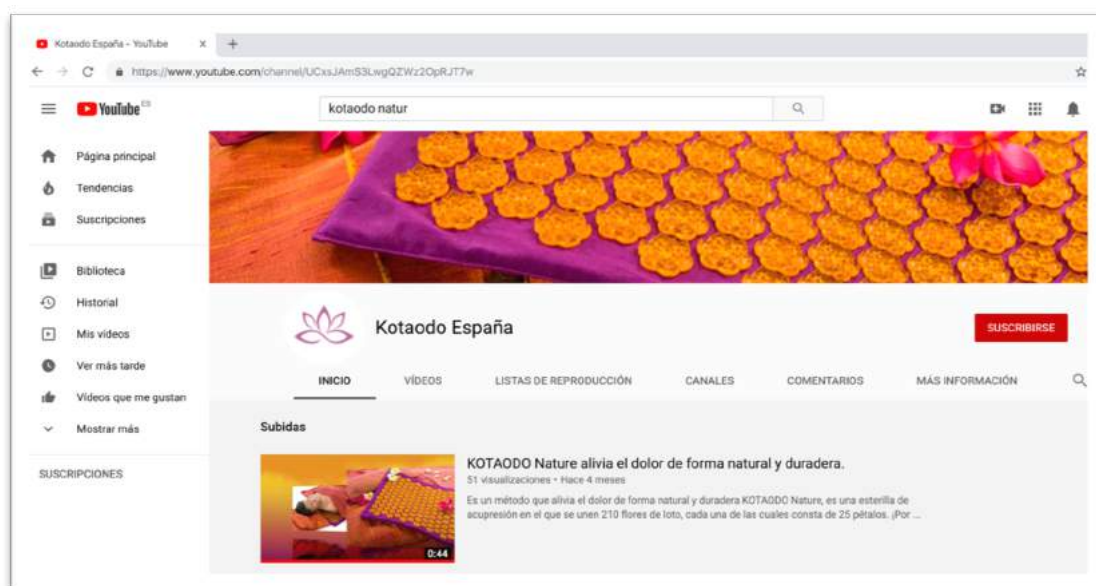 Kotaodo España - YouTube X +
https://www.youtube.com/channel/UCxsJAmS3LwgQZWz2OpRJT7w
YouTube ES
kotaodo natur
Página principal
Tendencias
Suscripciones
Biblioteca
Historial
Mis vídeos
Ver más tarde
Vídeos que me gustan
Mostrar más
SUSCRIPCIONES
Kotaodo España
SUSCRIBIRSE
INICIO VÍDEOS LISTAS DE REPRODUCCIÓN CANALES COMENTARIOS MÁS INFORMACIÓN
Subidas
KOTAODO Nature alivia el dolor de forma natural y duradera.
51 visualizaciones • Hace 4 meses
Es un método que alivia el dolor de forma natural y duradera KOTAODO Nature, es una esterilla de
acupresión en el que se unen 210 flores de loto, cada una de las cuales consta de 25 pétalos. ¡Por ...
0:44